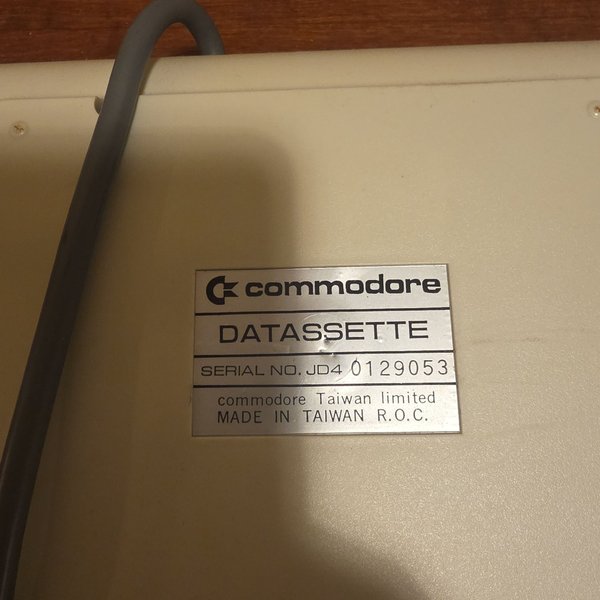 commodore
DATASSETTE
SERIAL NO. JD4 0129053
commodore Taiwan limited
MADE IN TAIWAN R.O.C.